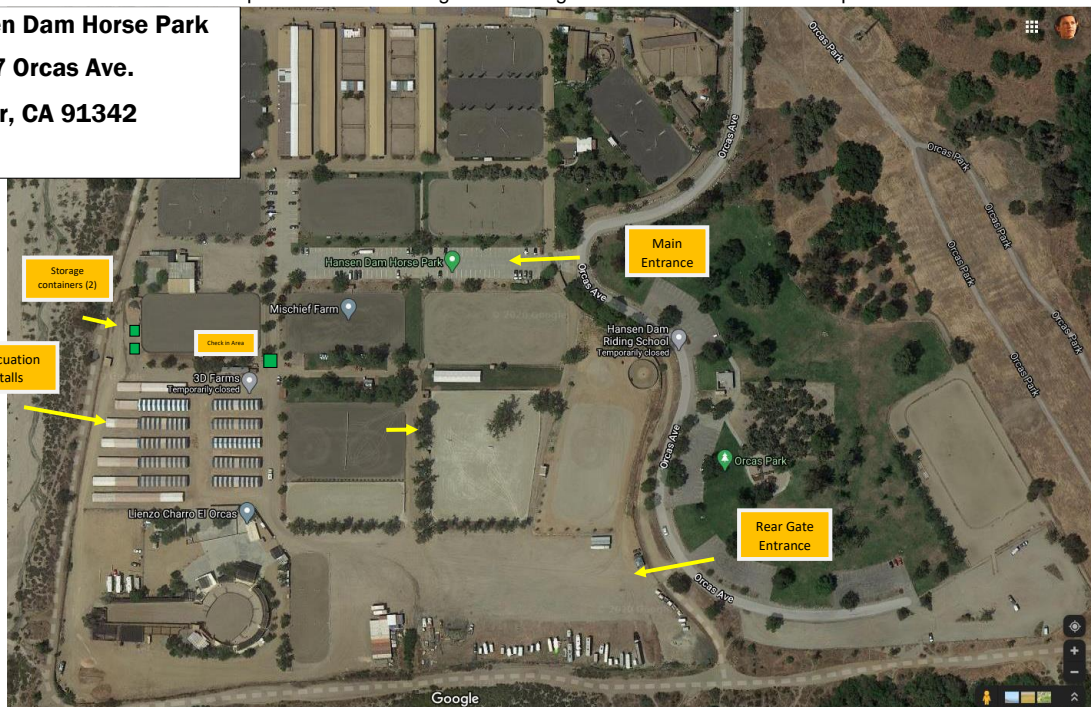 en Dam Horse Park
7 Orcas Ave.
r, CA 91342
Orcas Park
Orcas Ave
Orcas Park
Orcas Park
Orcas Park
Orcas Park
Main
Entrance
Hansen Dam Horse Park
Orcas Ave
Storage
containers (2)
Mischief Farm
© 2020 Google
Hansen Dam
Riding School
Temporarily closed
Check in Area
cuation
talls
3D Farms
Temporarily closed
Orcas Ave
Orcas Park
Lienzo Charro El Orcas
Rear Gate
Entrance
Orcas Ave
Google